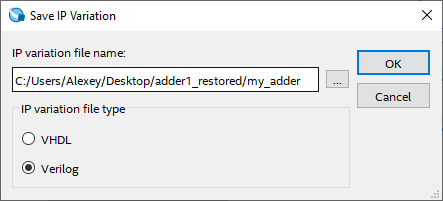 Save IP Variation
IP variation file name:
C:/Users/Alexey/Desktop/adder1_restored/my_adder
...
OK
Cancel
IP variation file type
VHDL
Verilog